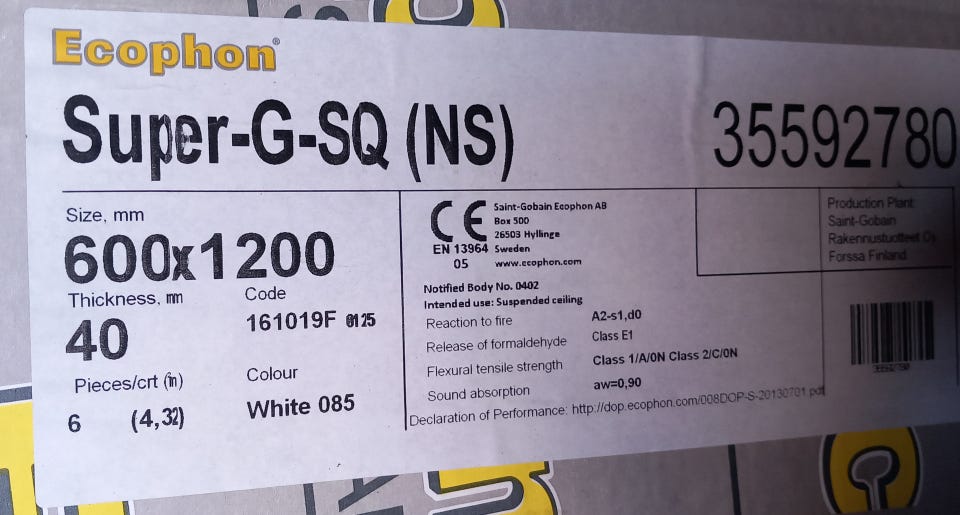 Ecophon®
Super-G-SQ (NS)
35592780
Size, mm
600x1200
Thickness, mm
40
Code
161019F 0125
Pieces/crt (m)
6 (4,32)
Colour
White 085
CE
EN 13964
05
Saint-Gobain Ecophon AB
Box 500
26503 Hyllinge
Sweden
www.ecophon.com
Notified Body No. 0402
Intended use: Suspended ceiling
Reaction to fire A2-s1,d0
Release of formaldehyde Class E1
Flexural tensile strength Class 1/A/0N Class 2/C/0N
Sound absorption aw=0,90
Declaration of Performance: http://dop.ecophon.com/008DOP-S-20130701.pdf
Production Plant:
Saint-Gobain
Rakennustuotteet Oy
Forssa Finland
35592780